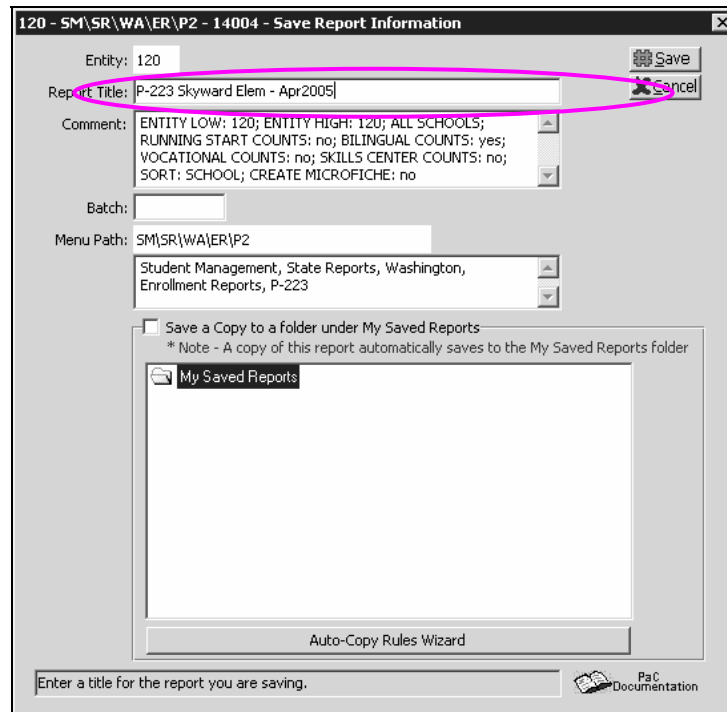 120 - SM\SR\WA\ER\P2 - 14004 - Save Report Information
Entity: 120
Save
Report Title: P-223 Skyward Elem - Apr2005
Cancel
Comment: ENTITY LOW: 120; ENTITY HIGH: 120; ALL SCHOOLS;
RUNNING START COUNTS: no; BILINGUAL COUNTS: yes;
VOCATIONAL COUNTS: no; SKILLS CENTER COUNTS: no;
SORT: SCHOOL; CREATE MICROFICHE: no
Batch:
Menu Path: SM\SR\WA\ER\P2
Student Management, State Reports, Washington,
Enrollment Reports, P-223
Save a Copy to a folder under My Saved Reports
* Note - A copy of this report automatically saves to the My Saved Reports folder
My Saved Reports
Auto-Copy Rules Wizard
Enter a title for the report you are saving.
PaC
Documentation